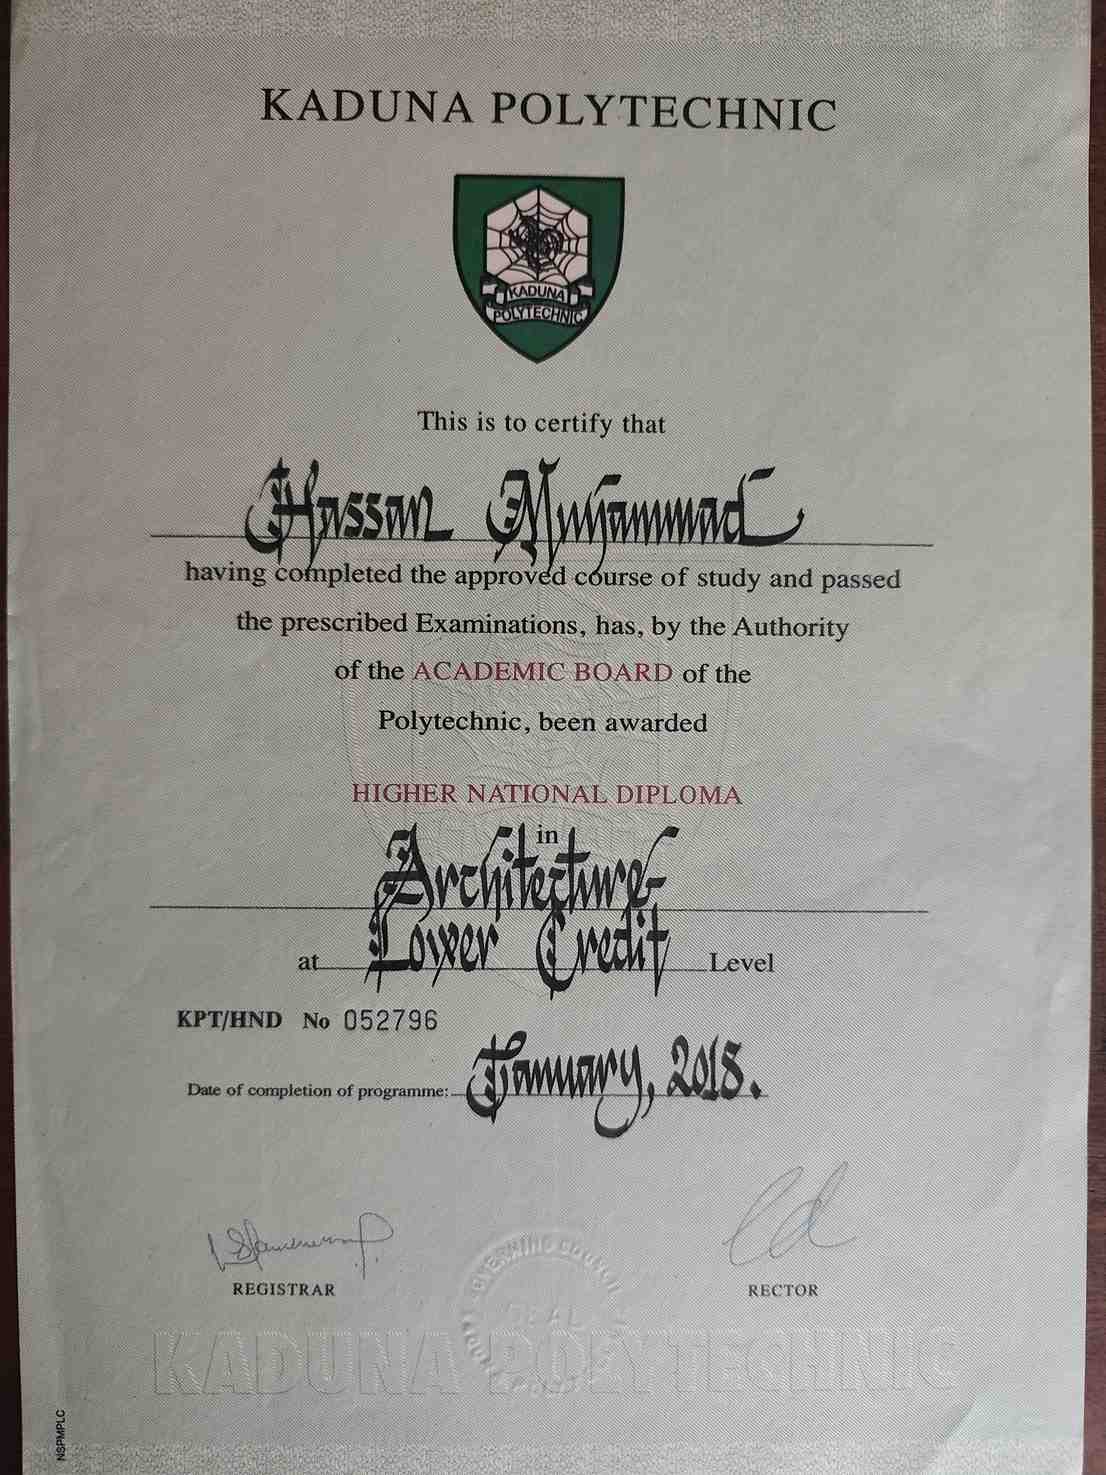 KADUNA POLYTECHNIC
KADUNA
POLYTECHNIC
This is to certify that
Hassan Muhammad
having completed the approved course of study and passed
the prescribed Examinations, has, by the Authority
of the ACADEMIC BOARD of the
Polytechnic, been awarded
HIGHER NATIONAL DIPLOMA
in
Architecture-
at Lower Credit Level
KPT/HND No 052796
Date of completion of programme: January, 2018.
REGISTRAR
RECTOR
GOVERNING COUNCIL
SEAL
KADUNA POLYTECHNIC
NSPMPLC